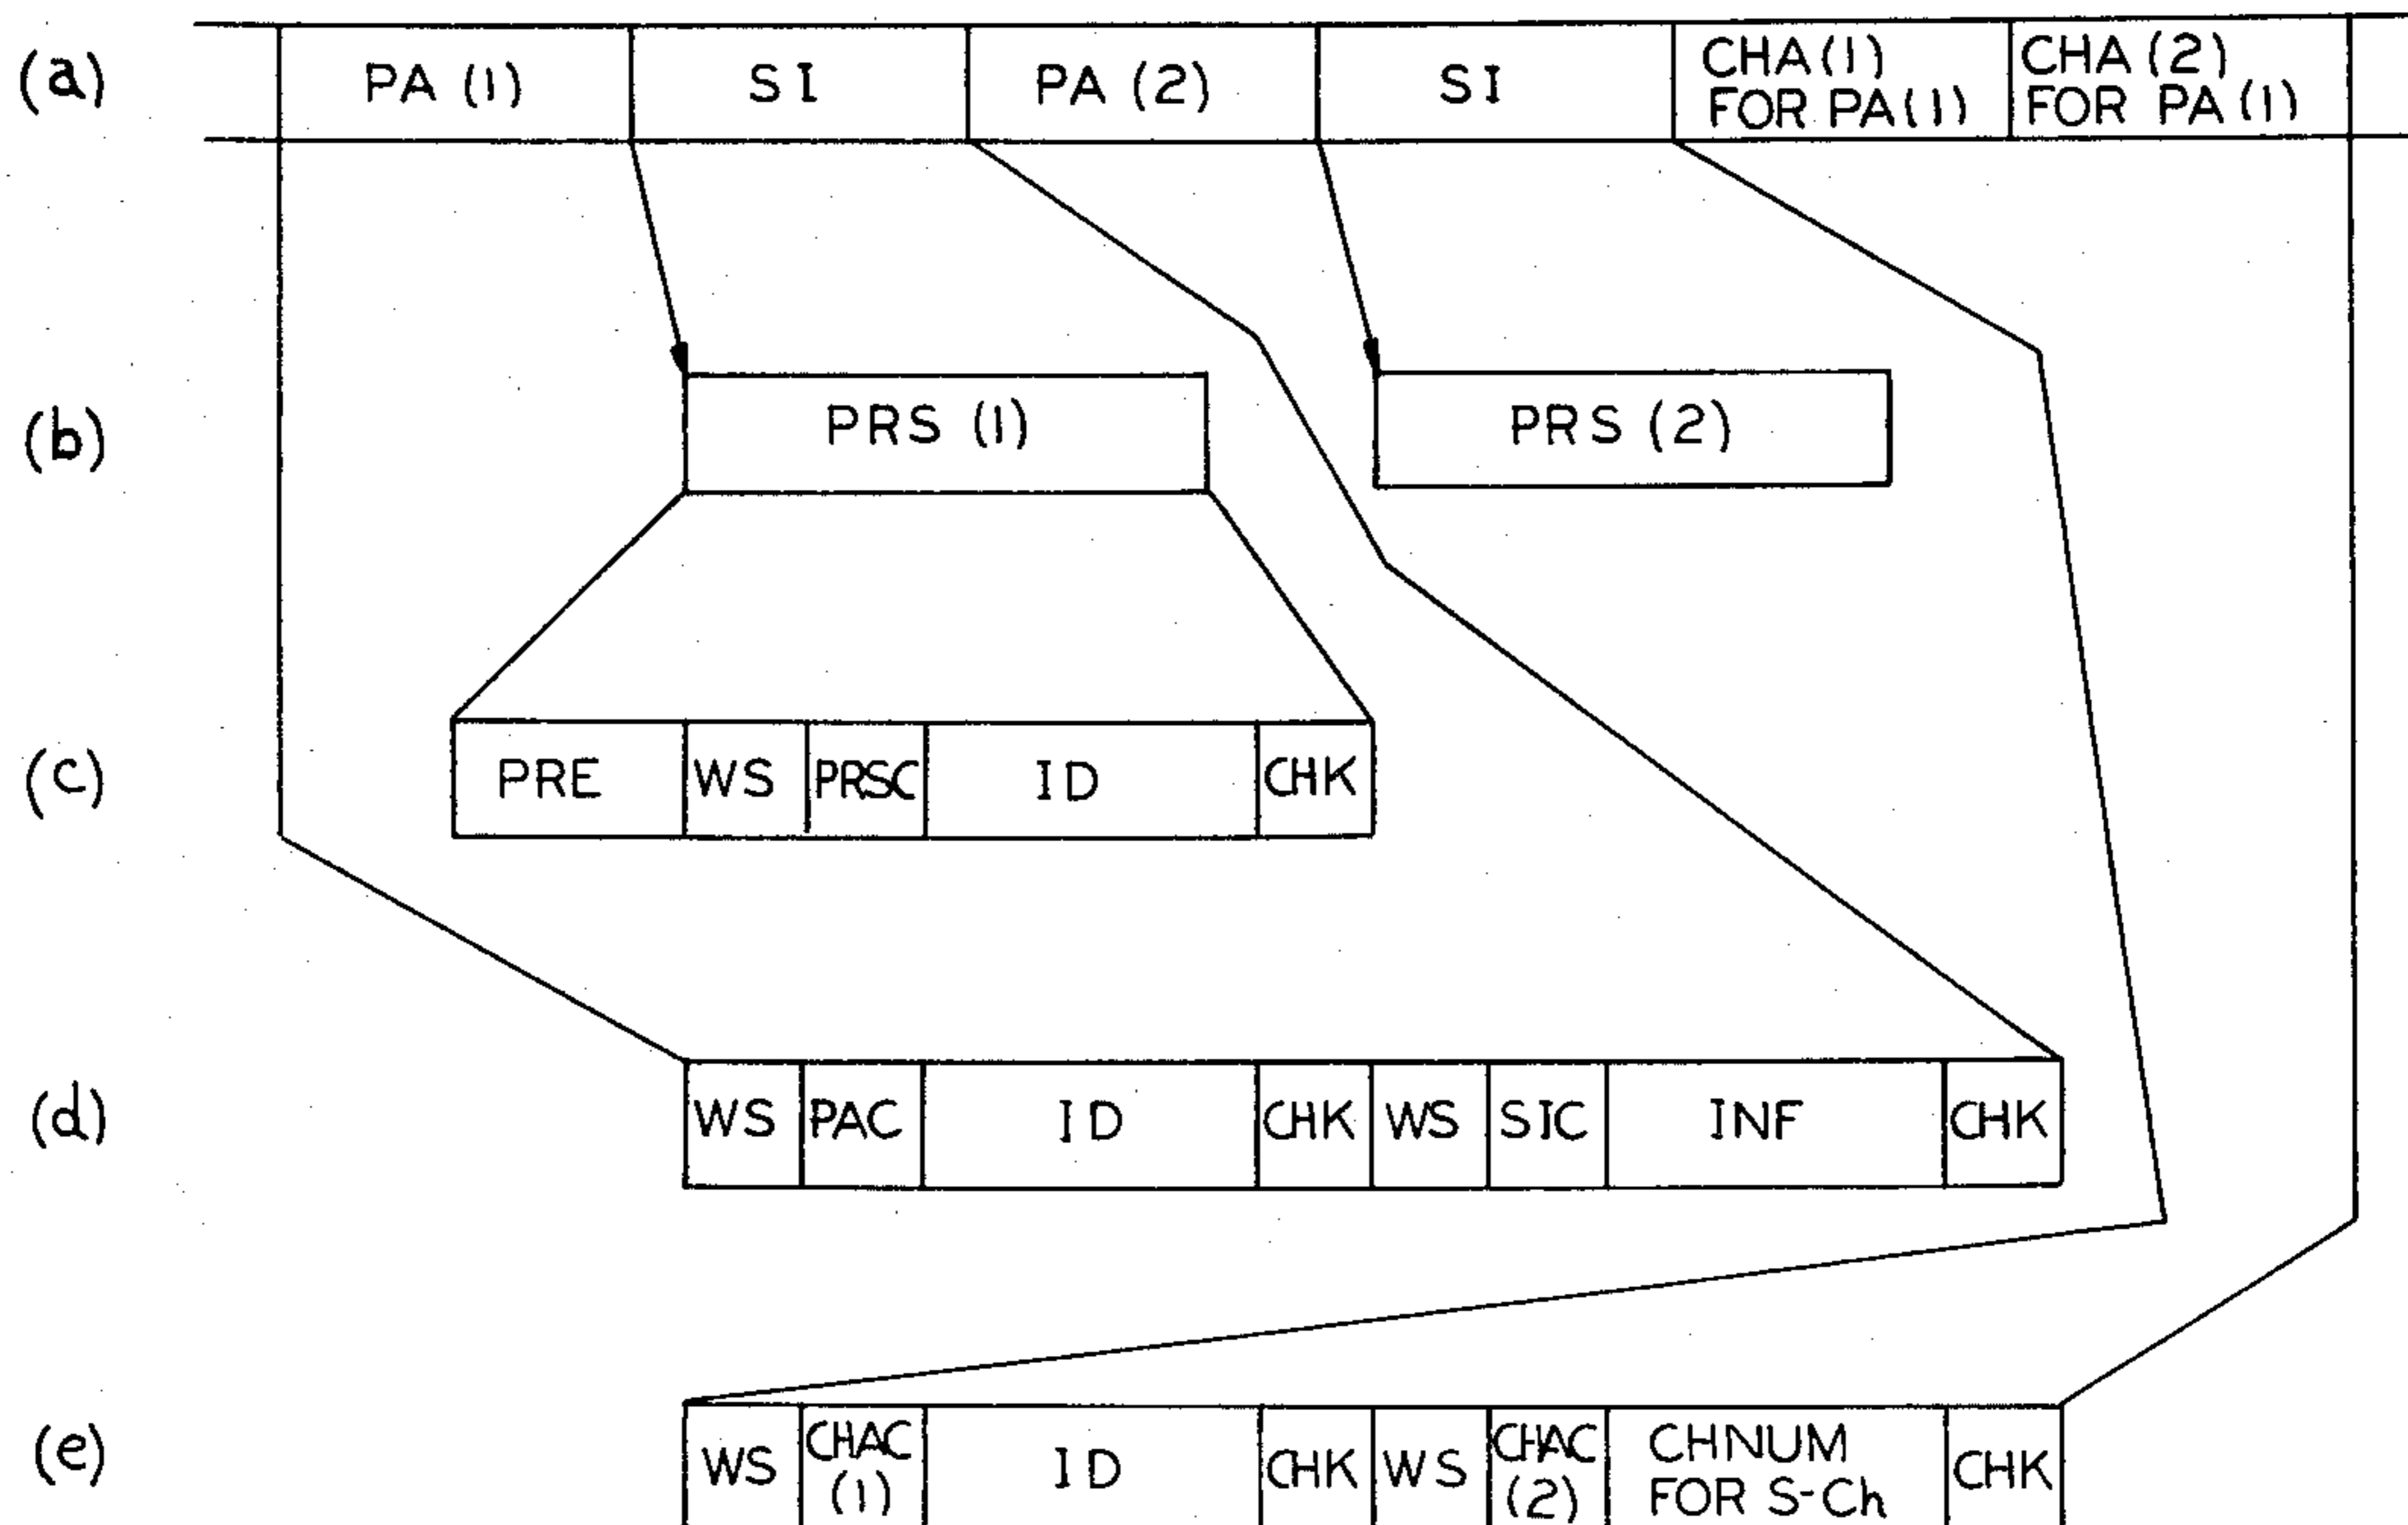 (a) PA (1) SI PA (2) SI CHA (1) FOR PA (1) CHA (2) FOR PA (1)
(b) PRS (1) PRS (2)
(c) PRE WS PRSC ID CHK
(d) WS PAC ID CHK WS SIC INF CHK
(e) WS CHAC (1) ID CHK WS CHAC (2) CHNUM FOR S-Ch CHK